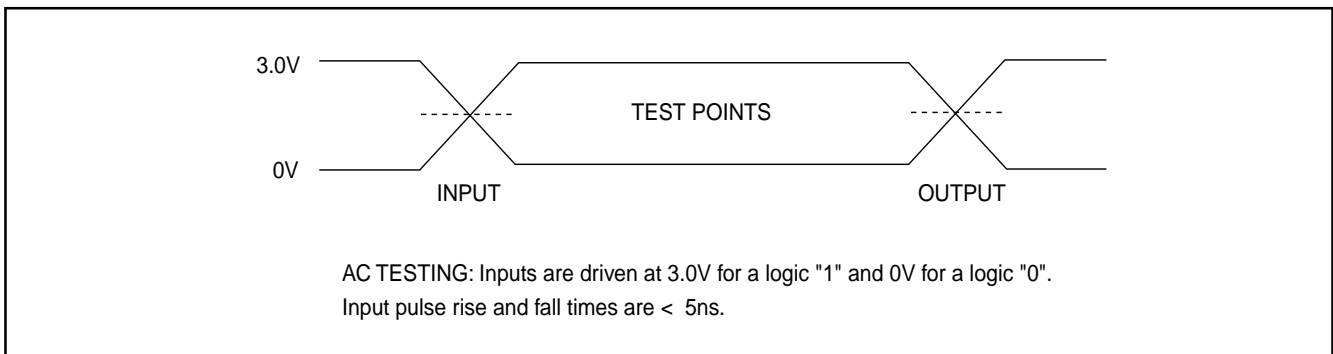 3.0V
TEST POINTS
0V
INPUT
OUTPUT
AC TESTING: Inputs are driven at 3.0V for a logic "1" and 0V for a logic "0".
Input pulse rise and fall times are < 5ns.